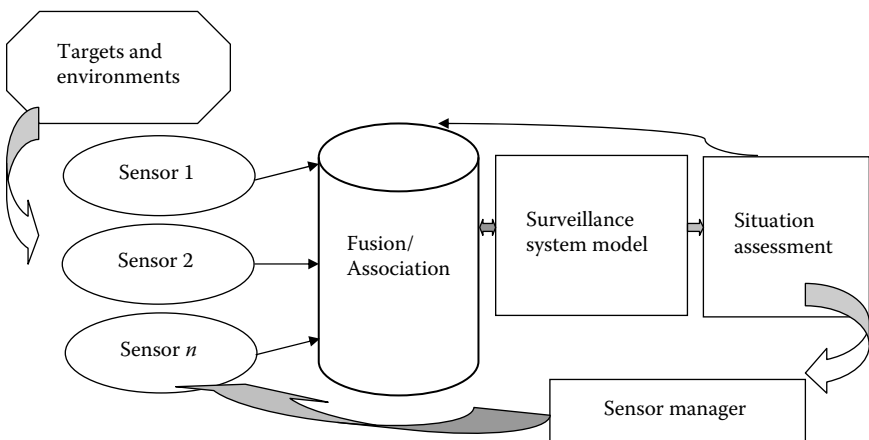 Targets and
environments
Sensor 1
Sensor 2
Sensor n
Fusion/
Association
Surveillance
system model
Situation
assessment
Sensor manager